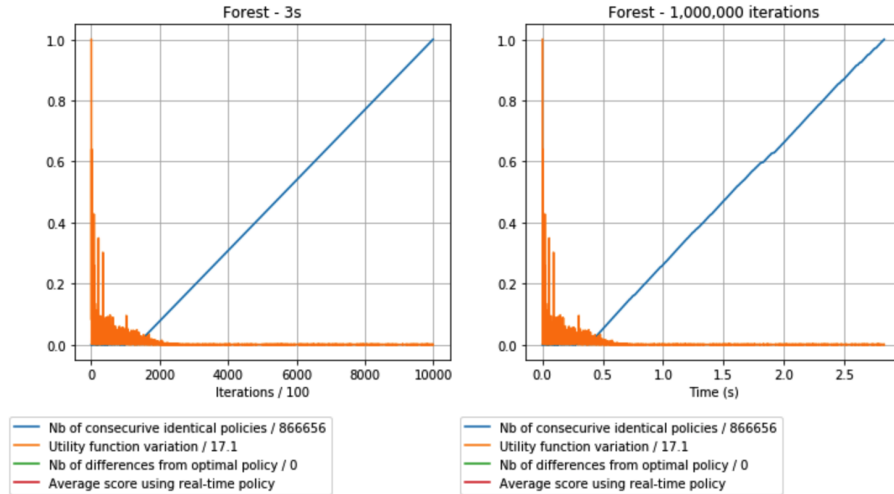 Forest - 3s
1.0
0.8
0.6
0.4
0.2
0.0
0
2000
4000
6000
8000
10000
Iterations / 100
Nb of consecurive identical policies / 866656
Utility function variation / 17.1
Nb of differences from optimal policy / 0
Average score using real-time policy
Forest - 1,000,000 iterations
1.0
0.8
0.6
0.4
0.2
0.0
0.0
0.5
1.0
1.5
2.0
2.5
Time (s)
Nb of consecurive identical policies / 866656
Utility function variation / 17.1
Nb of differences from optimal policy / 0
Average score using real-time policy